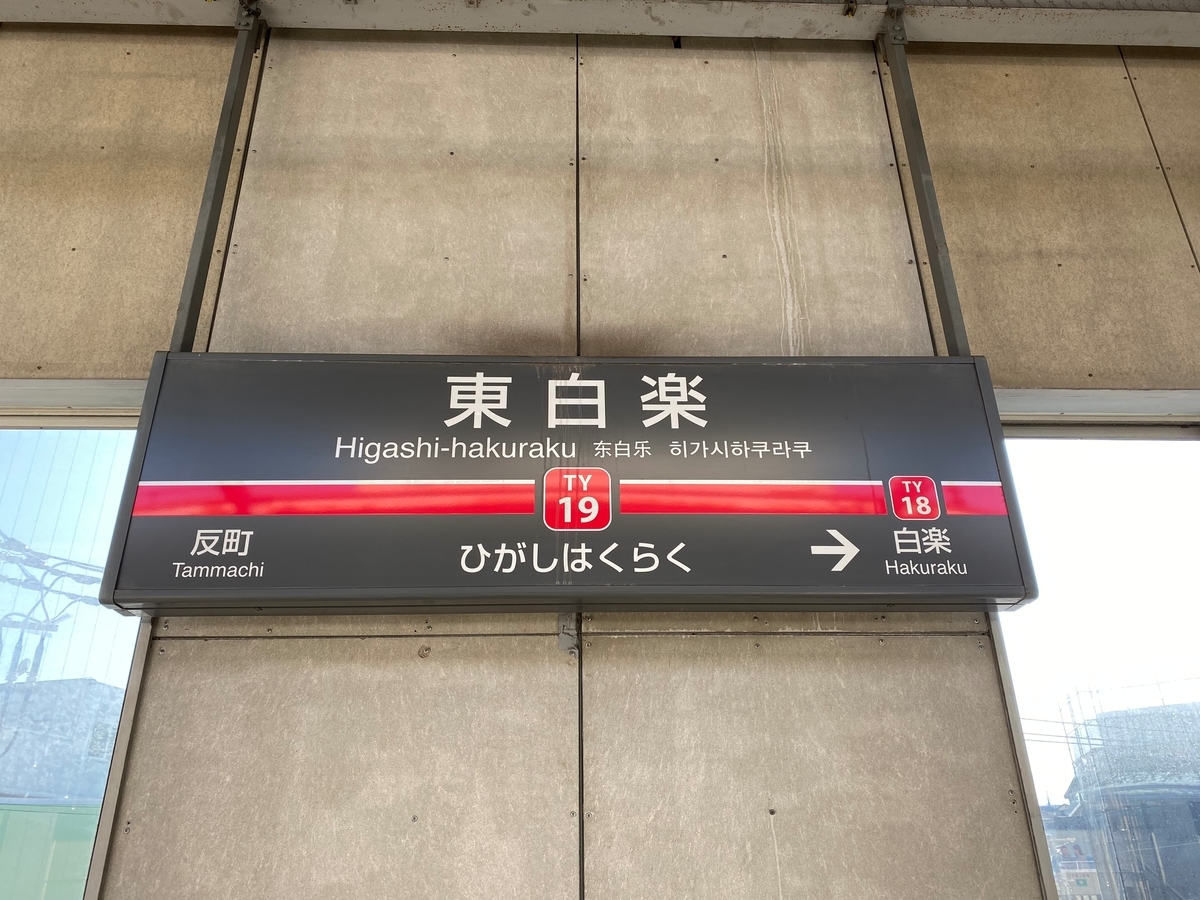 東白楽
Higashi-hakuraku 东白乐 히가시하쿠라쿠
TY
19
TY
18
反町
Tammachi
ひがしはくらく
→
白楽
Hakuraku